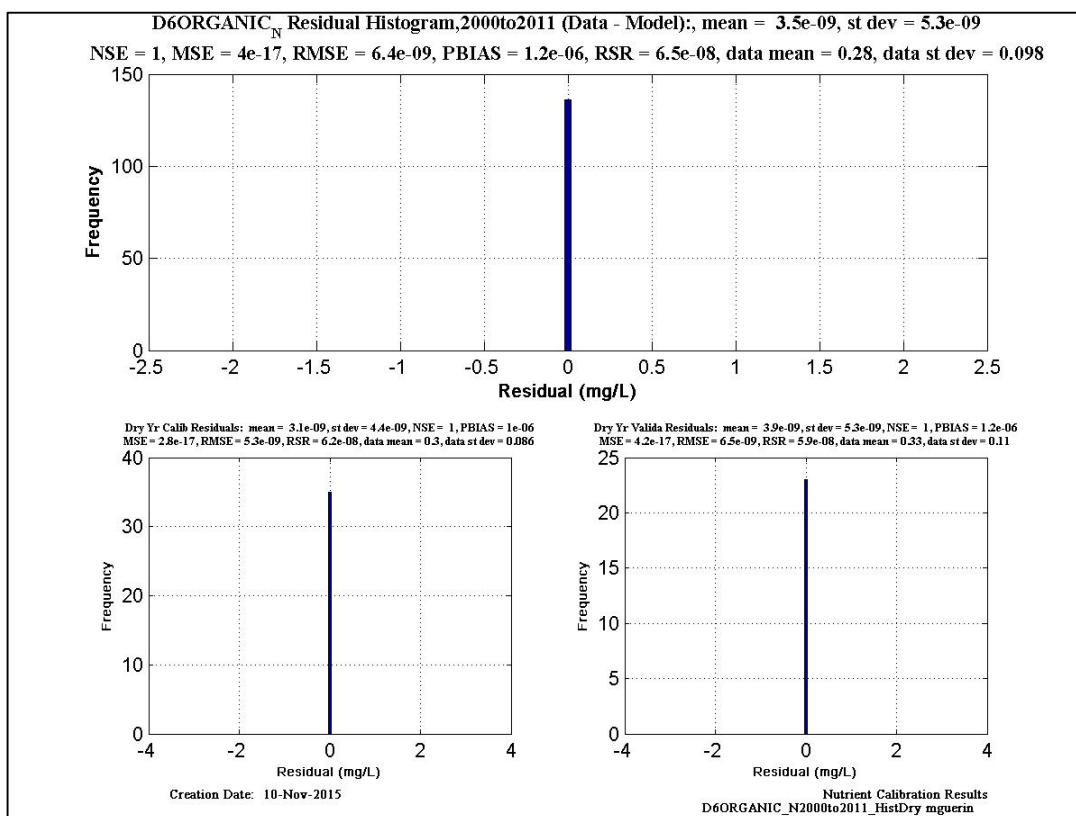 D6ORGANIC_N Residual Histogram,2000to2011 (Data - Model):, mean = 3.5e-09, st dev = 5.3e-09
NSE = 1, MSE = 4e-17, RMSE = 6.4e-09, PBIAS = 1.2e-06, RSR = 6.5e-08, data mean = 0.28, data st dev = 0.098
150
100
50
0
Frequency
-2.5 -2 -1.5 -1 -0.5 0 0.5 1 1.5 2 2.5
Residual (mg/L)
Dry Yr Calib Residuals: mean = 3.1e-09, st dev = 4.4e-09, NSE = 1, PBIAS = 1e-06
MSE = 2.8e-17, RMSE = 5.3e-09, RSR = 6.2e-08, data mean = 0.3, data st dev = 0.086
40
30
20
10
0
Frequency
-4 -2 0 2 4
Residual (mg/L)
Dry Yr Valida Residuals: mean = 3.9e-09, st dev = 5.3e-09, NSE = 1, PBIAS = 1.2e-06
MSE = 4.2e-17, RMSE = 6.5e-09, RSR = 5.9e-08, data mean = 0.33, data st dev = 0.11
25
20
15
10
5
0
Frequency
-4 -2 0 2 4
Residual (mg/L)
Creation Date: 10-Nov-2015
Nutrient Calibration Results
D6ORGANIC_N2000to2011_HistDry mguerin